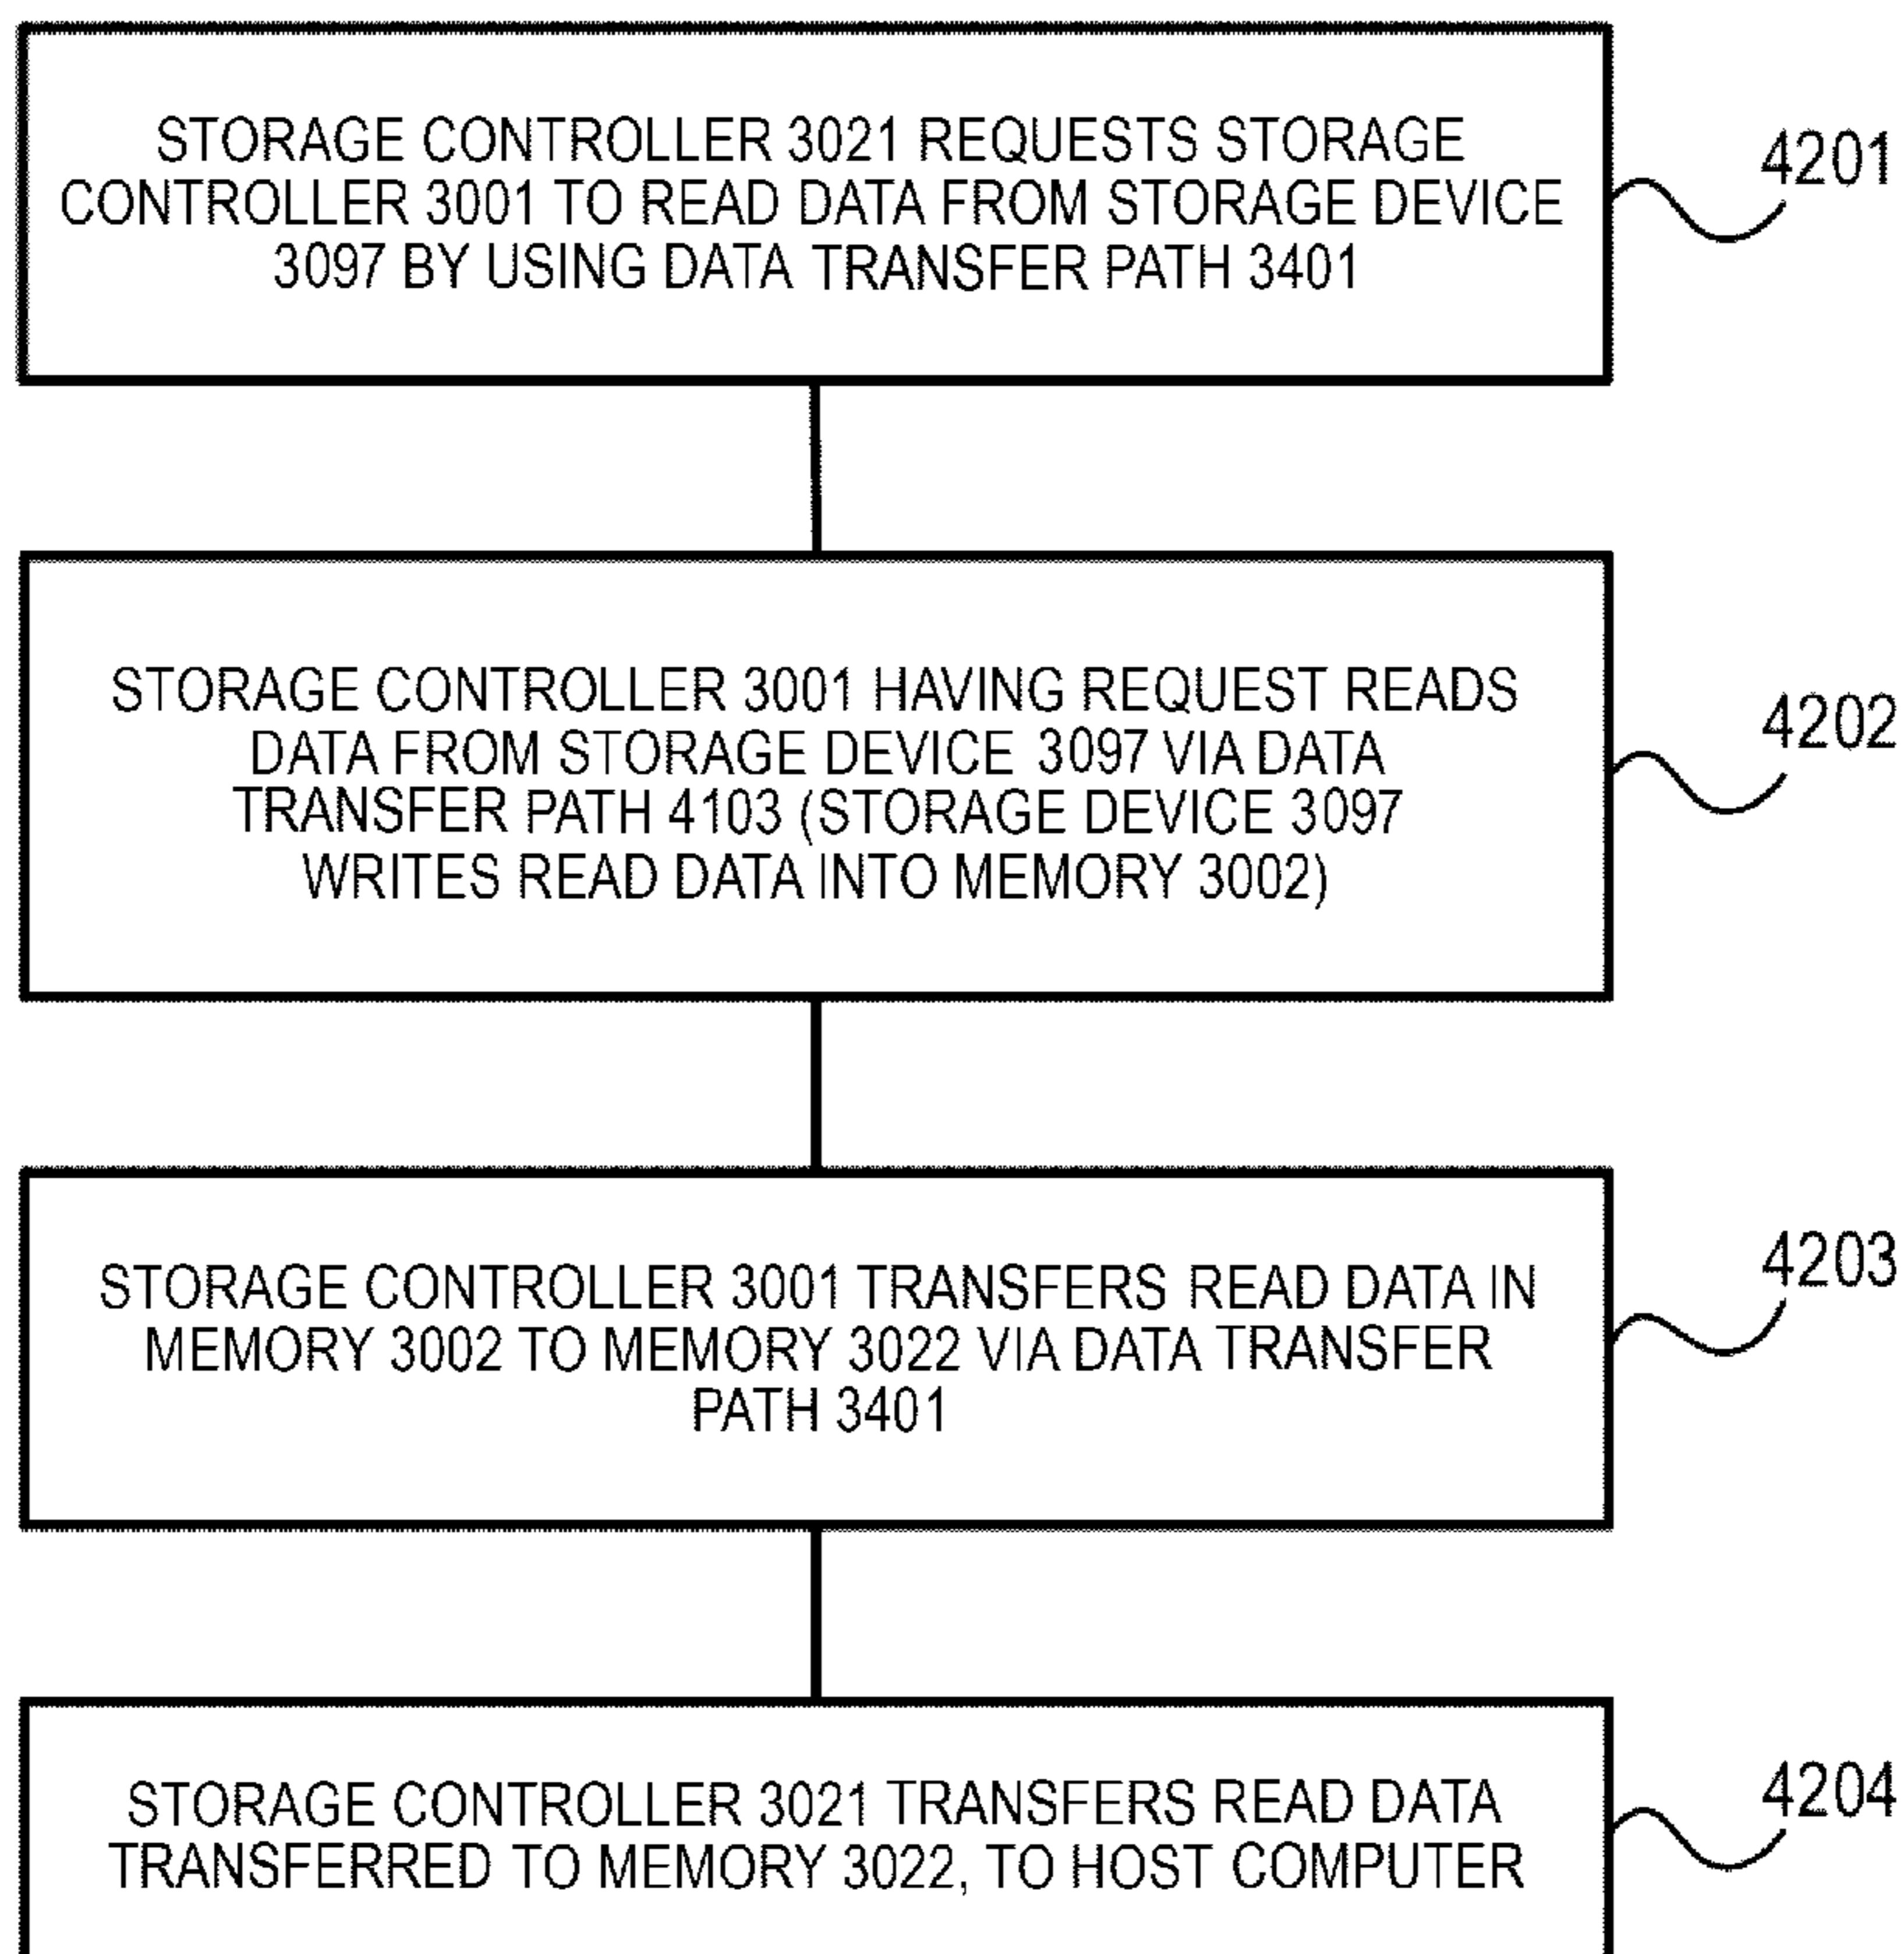 STORAGE CONTROLLER 3021 REQUESTS STORAGE
CONTROLLER 3001 TO READ DATA FROM STORAGE DEVICE
3097 BY USING DATA TRANSFER PATH 3401
4201
STORAGE CONTROLLER 3001 HAVING REQUEST READS
DATA FROM STORAGE DEVICE 3097 VIA DATA
TRANSFER PATH 4103 (STORAGE DEVICE 3097
WRITES READ DATA INTO MEMORY 3002)
4202
STORAGE CONTROLLER 3001 TRANSFERS READ DATA IN
MEMORY 3002 TO MEMORY 3022 VIA DATA TRANSFER
PATH 3401
4203
STORAGE CONTROLLER 3021 TRANSFERS READ DATA
TRANSFERRED TO MEMORY 3022, TO HOST COMPUTER
4204